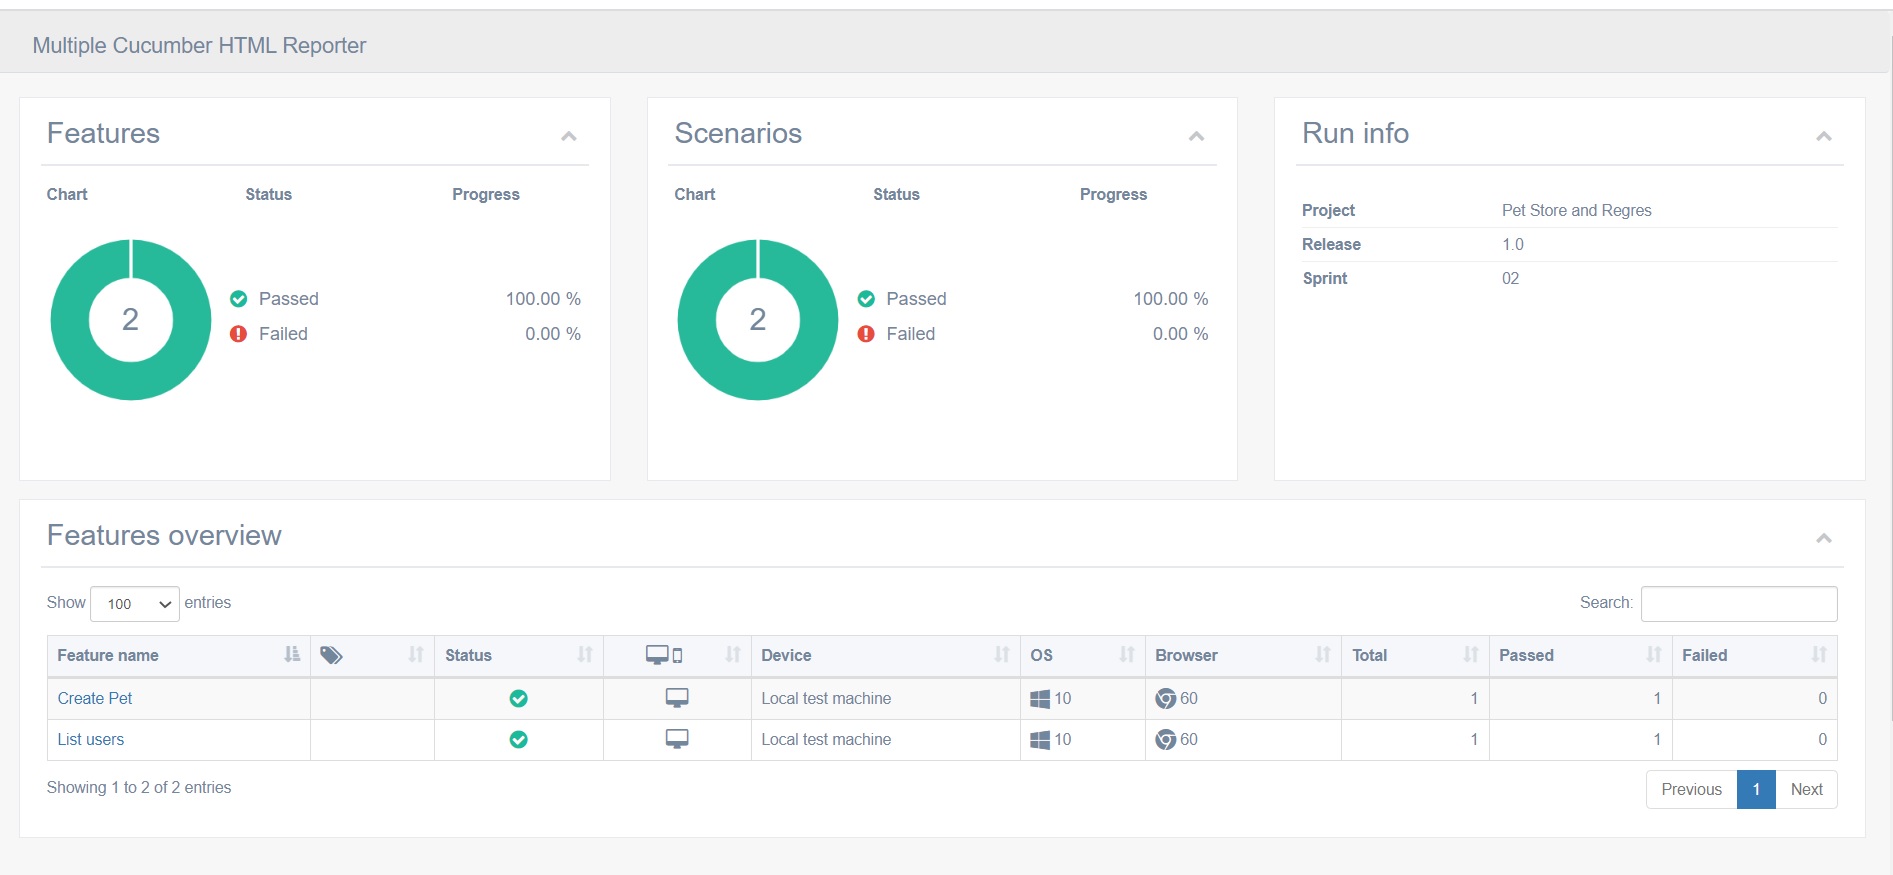 Multiple Cucumber HTML Reporter
Features
Chart Status Progress
2
Passed 100.00 %
Failed 0.00 %
Scenarios
Chart Status Progress
2
Passed 100.00 %
Failed 0.00 %
Run info
Project Pet Store and Regres
Release 1.0
Sprint 02
Features overview
Show 100 entries
Search:
Feature name Status Device OS Browser Total Passed Failed
Create Pet Local test machine 10 60 1 1 0
List users Local test machine 10 60 1 1 0
Showing 1 to 2 of 2 entries
Previous 1 Next